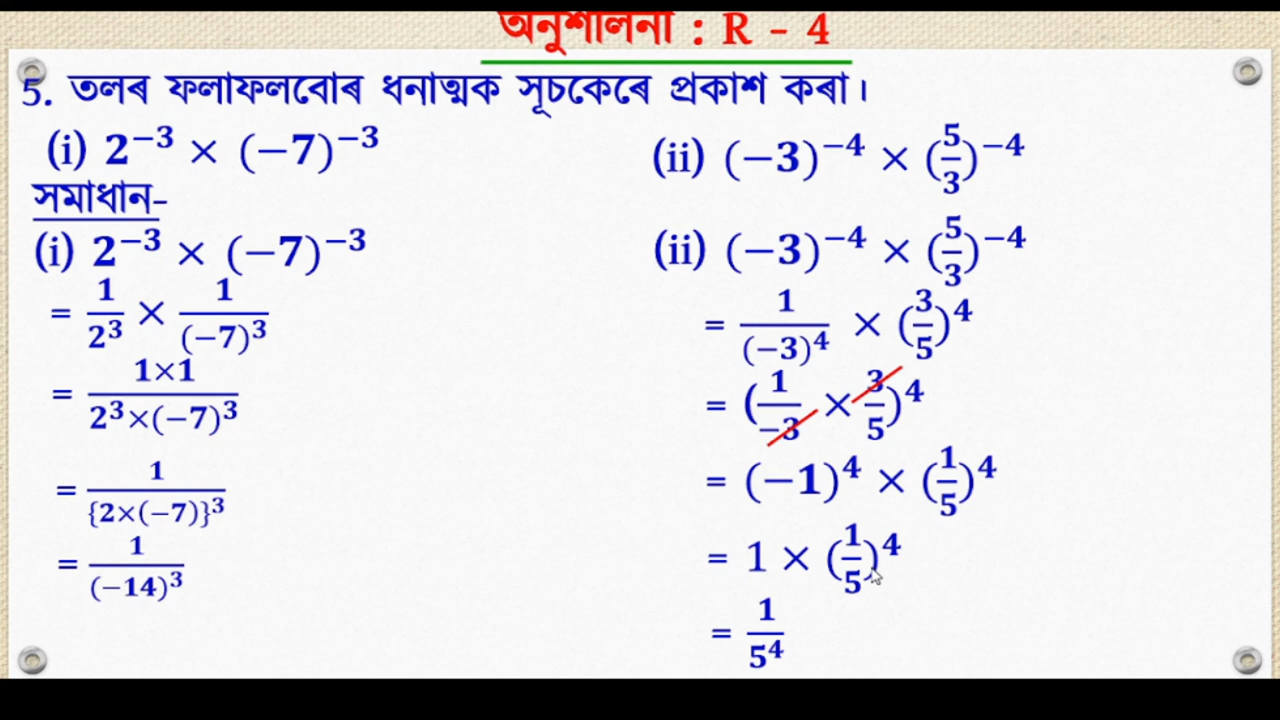 অনুশীলনী : R - 4
5. তলৰ ফলাফলবোৰ ধনাত্মক সূচকেৰে প্ৰকাশ কৰা।
(i) 2⁻³ × (−7)⁻³
(ii) (−3)⁻⁴ × (5/3)⁻⁴
সমাধান-
(i) 2⁻³ × (−7)⁻³
= 1/2³ × 1/(−7)³
= 1×1/2³×(−7)³
= 1/{2×(−7)}³
= 1/(−14)³
(ii) (−3)⁻⁴ × (5/3)⁻⁴
= 1/(−3)⁴ × (3/5)⁴
= (1/−3 × 3/5)⁴
= (−1)⁴ × (1/5)⁴
= 1 × (1/5)⁴
= 1/5⁴